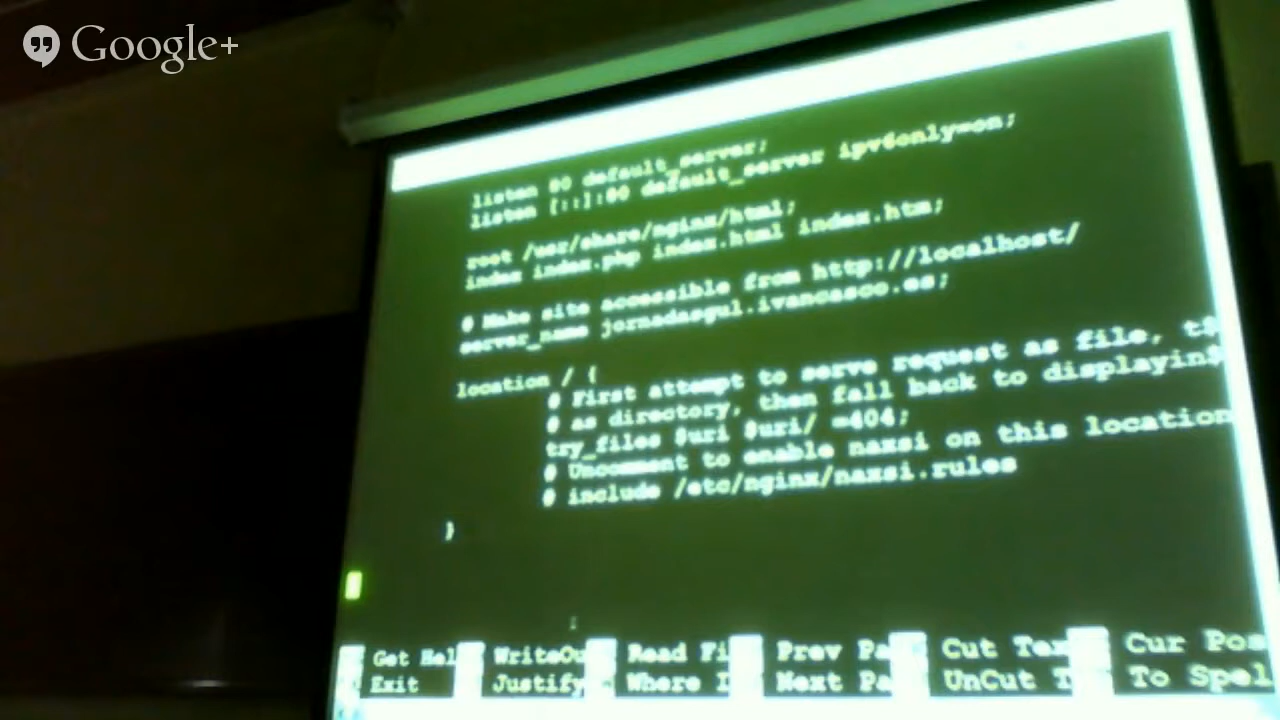 Google+
listen 80 default_server;
listen [::]:80 default_server ipv6only=on;
root /usr/share/nginx/html;
index index.php index.html index.htm;
# Make site accessible from http://localhost/
server_name jornadasgul.ivancasco.es;
location / {
# First attempt to serve request as file, t$
# as directory, then fall back to displayin$
try_files $uri $uri/ =404;
# Uncomment to enable naxsi on this location
# include /etc/nginx/naxsi.rules
}
Get Hel WriteOu Read Fi Prev Pa Cut Tex Cur Pos
Exit Justify Where I Next Pa UnCut T To Spel